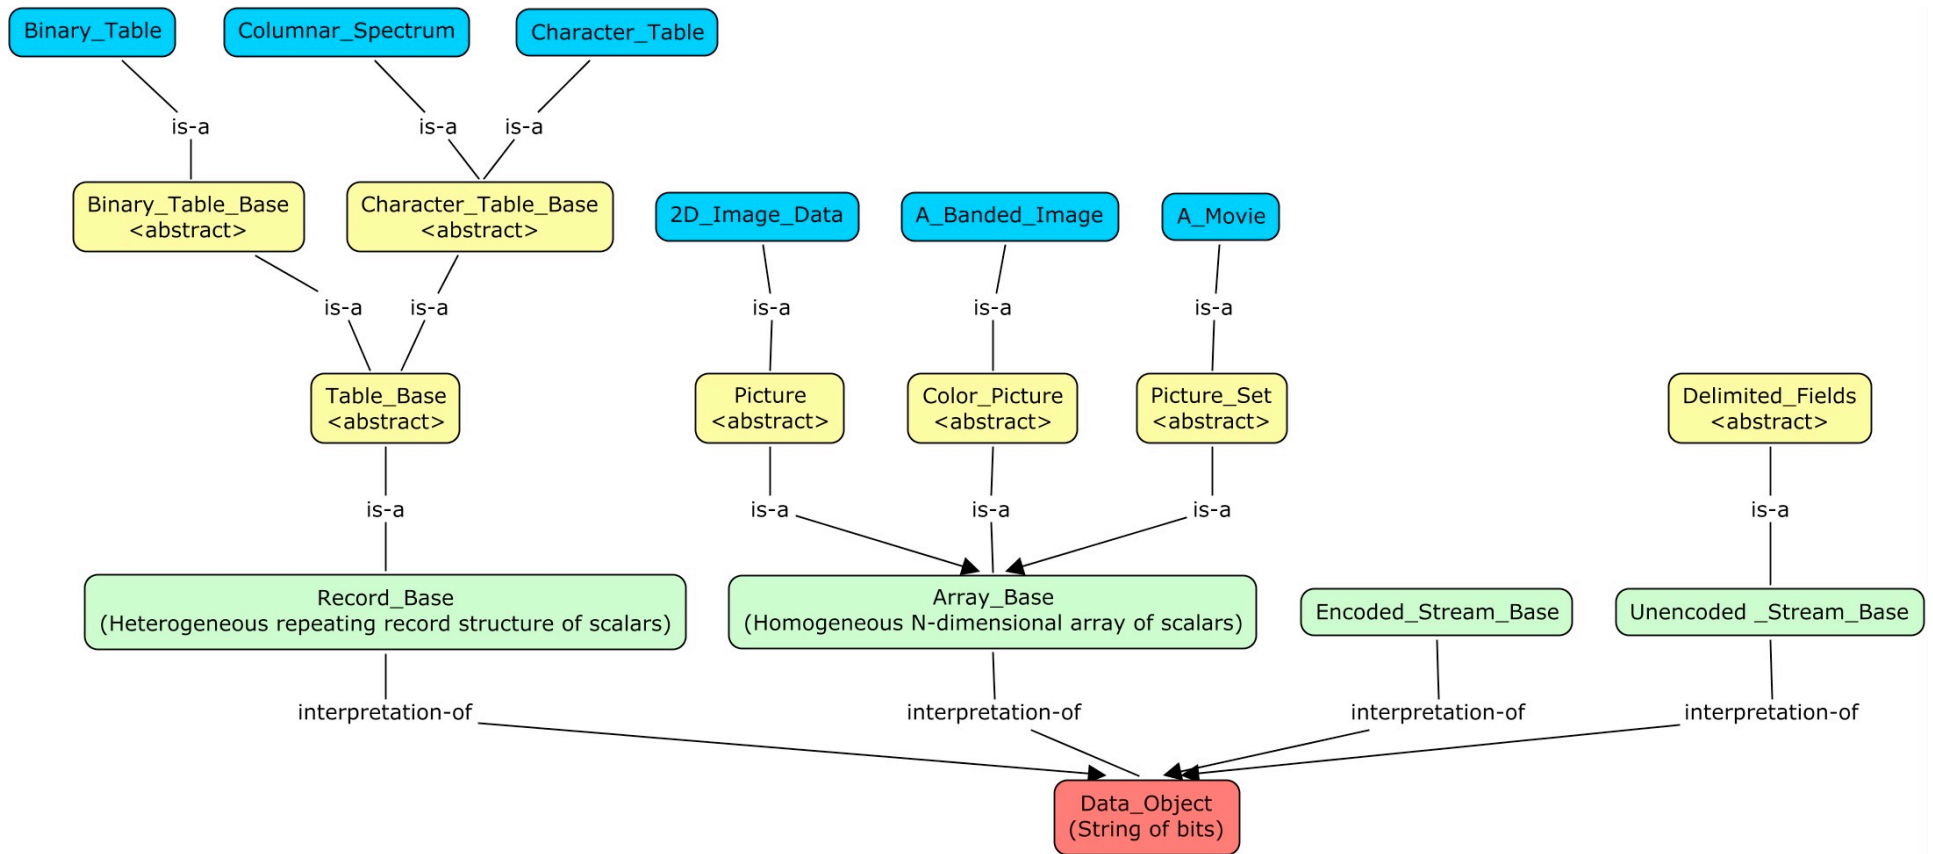 Binary_Table
Columnar_Spectrum
Character_Table
is-a
is-a
is-a
Binary_Table_Base
<abstract>
Character_Table_Base
<abstract>
2D_Image_Data
A_Banded_Image
A_Movie
is-a
is-a
is-a
is-a
is-a
Table_Base
<abstract>
Picture
<abstract>
Color_Picture
<abstract>
Picture_Set
<abstract>
Delimited_Fields
<abstract>
is-a
is-a
is-a
is-a
is-a
Record_Base
(Heterogeneous repeating record structure of scalars)
Array_Base
(Homogeneous N-dimensional array of scalars)
Encoded_Stream_Base
Unencoded _Stream_Base
interpretation-of
interpretation-of
interpretation-of
interpretation-of
Data_Object
(String of bits)